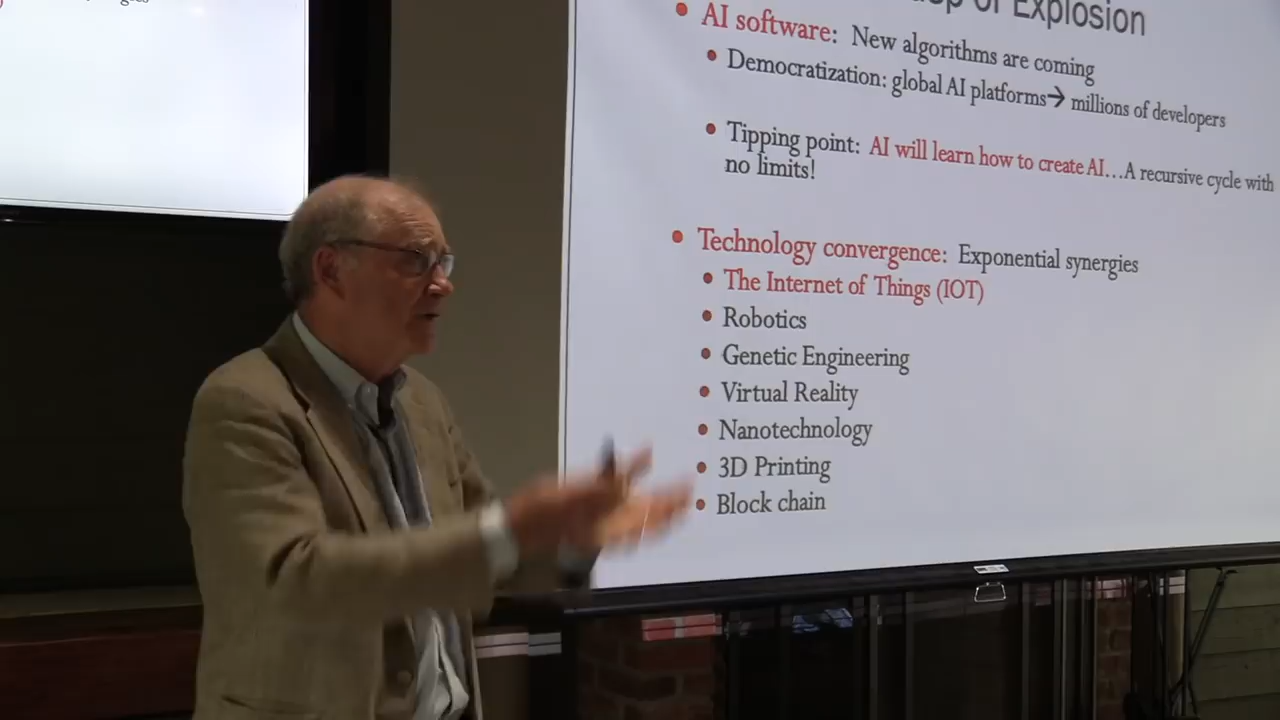 of Explosion
AI software: New algorithms are coming
Democratization: global AI platforms→ millions of developers
Tipping point: AI will learn how to create AI...A recursive cycle with
no limits!
Technology convergence: Exponential synergies
The Internet of Things (IOT)
Robotics
Genetic Engineering
Virtual Reality
Nanotechnology
3D Printing
Block chain